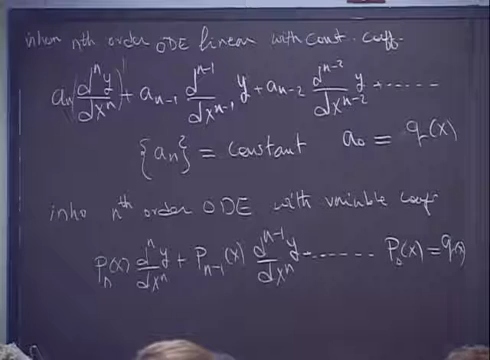 inhom nth order ODE linear with const. coeff.
aₙ(dⁿy/dxⁿ) + aₙ₋₁ dⁿ⁻¹/dxⁿ⁻¹ y + aₙ₋₂ dⁿ⁻²/dxⁿ⁻² y + ......
{aₙ} = constant a₀ = q(x)
inho nth order ODE with variable coef
Pₙ(x) dⁿy/dxⁿ + Pₙ₋₁(x) dⁿ⁻¹y/dxⁿ ....... P₀(x) = q(x)